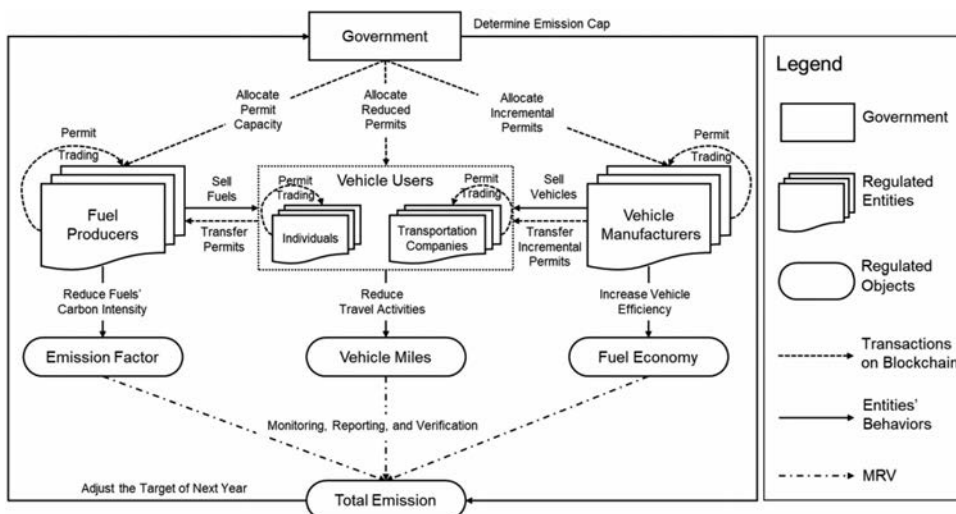 Determine Emission Cap
Government
Allocate
Permit
Capacity
Allocate
Reduced
Permits
Allocate
Incremental
Permits
Permit
Trading
Fuel
Producers
Sell
Fuels
Transfer
Permits
Vehicle Users
Permit
Trading
Individuals
Permit
Trading
Transportation
Companies
Sell
Vehicles
Transfer
Incremental
Permits
Permit
Trading
Vehicle
Manufacturers
Reduce Fuels'
Carbon Intensity
Reduce
Travel Activities
Increase Vehicle
Efficiency
Emission Factor
Vehicle Miles
Fuel Economy
Monitoring, Reporting, and Verification
Adjust the Target of Next Year
Total Emission
Legend
Government
Regulated
Entities
Regulated
Objects
Transactions
on Blockchain
Entities'
Behaviors
MRV